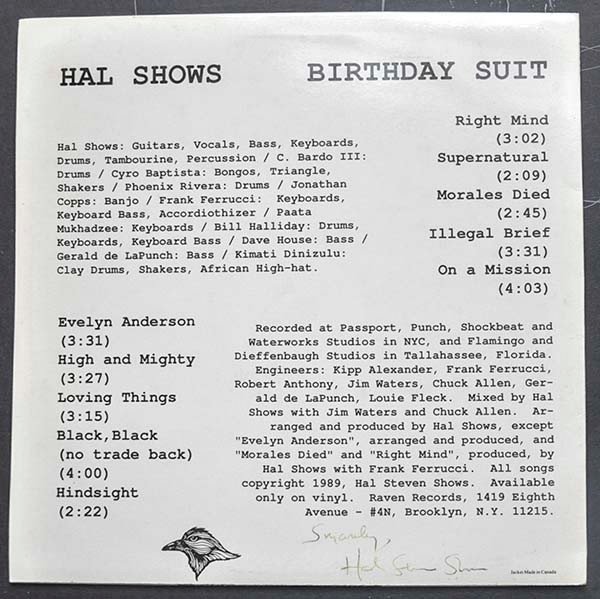 HAL SHOWS
BIRTHDAY SUIT
Right Mind
(3:02)
Supernatural
(2:09)
Morales Died
(2:45)
Illegal Brief
(3:31)
On a Mission
(4:03)
Hal Shows: Guitars, Vocals, Bass, Keyboards,
Drums, Tambourine, Percussion / C. Bardo III:
Drums / Cyro Baptista: Bongos, Triangle,
Shakers / Phoenix Rivera: Drums / Jonathan
Copps: Banjo / Frank Ferrucci: Keyboards,
Keyboard Bass, Accordiothizer / Paata
Mukhadzee: Keyboards / Bill Halliday: Drums,
Keyboards, Keyboard Bass / Dave House: Bass /
Gerald de LaPunch: Bass / Kimati Dinizulu:
Clay Drums, Shakers, African High-hat.
Evelyn Anderson
(3:31)
High and Mighty
(3:27)
Loving Things
(3:15)
Black,Black
(no trade back)
(4:00)
Hindsight
(2:22)
Recorded at Passport, Punch, Shockbeat and
Waterworks Studios in NYC, and Flamingo and
Dieffenbaugh Studios in Tallahassee, Florida.
Engineers: Kipp Alexander, Frank Ferrucci,
Robert Anthony, Jim Waters, Chuck Allen, Ger-
ald de LaPunch, Louie Fleck. Mixed by Hal
Shows with Jim Waters and Chuck Allen. Ar-
ranged and produced by Hal Shows, except
"Evelyn Anderson", arranged and produced, and
"Morales Died" and "Right Mind", produced, by
Hal Shows with Frank Ferrucci. All songs
copyright 1989, Hal Steven Shows. Available
only on vinyl. Raven Records, 1419 Eighth
Avenue - #4N, Brooklyn, N.Y. 11215.
Hal Steven Shows
Jacket Made in Canada